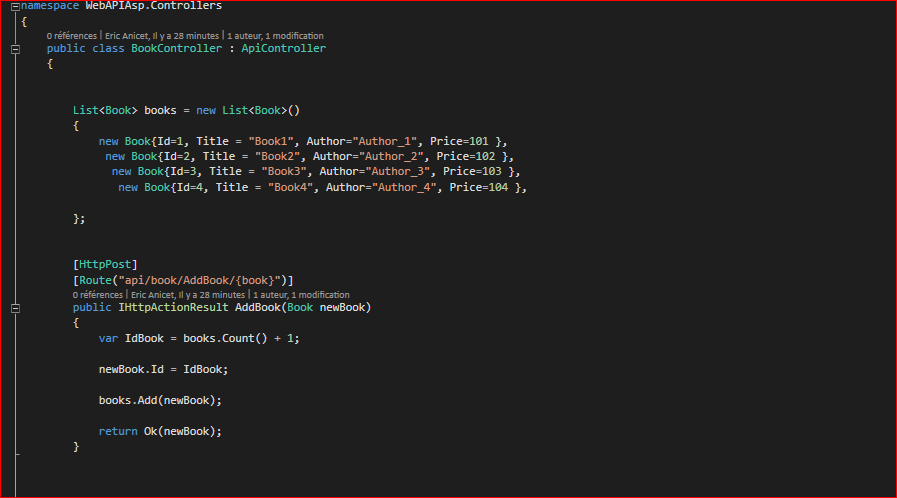 namespace WebAPIAsp.Controllers
{
0 références | Eric Anicet, Il y a 28 minutes | 1 auteur, 1 modification
public class BookController : ApiController
{
List<Book> books = new List<Book>()
{
new Book{Id=1, Title = "Book1", Author="Author_1", Price=101 },
new Book{Id=2, Title = "Book2", Author="Author_2", Price=102 },
new Book{Id=3, Title = "Book3", Author="Author_3", Price=103 },
new Book{Id=4, Title = "Book4", Author="Author_4", Price=104 },
};
[HttpPost]
[Route("api/book/AddBook/{book}")]
0 références | Eric Anicet, Il y a 28 minutes | 1 auteur, 1 modification
public IHttpActionResult AddBook(Book newBook)
{
var IdBook = books.Count() + 1;
newBook.Id = IdBook;
books.Add(newBook);
return Ok(newBook);
}